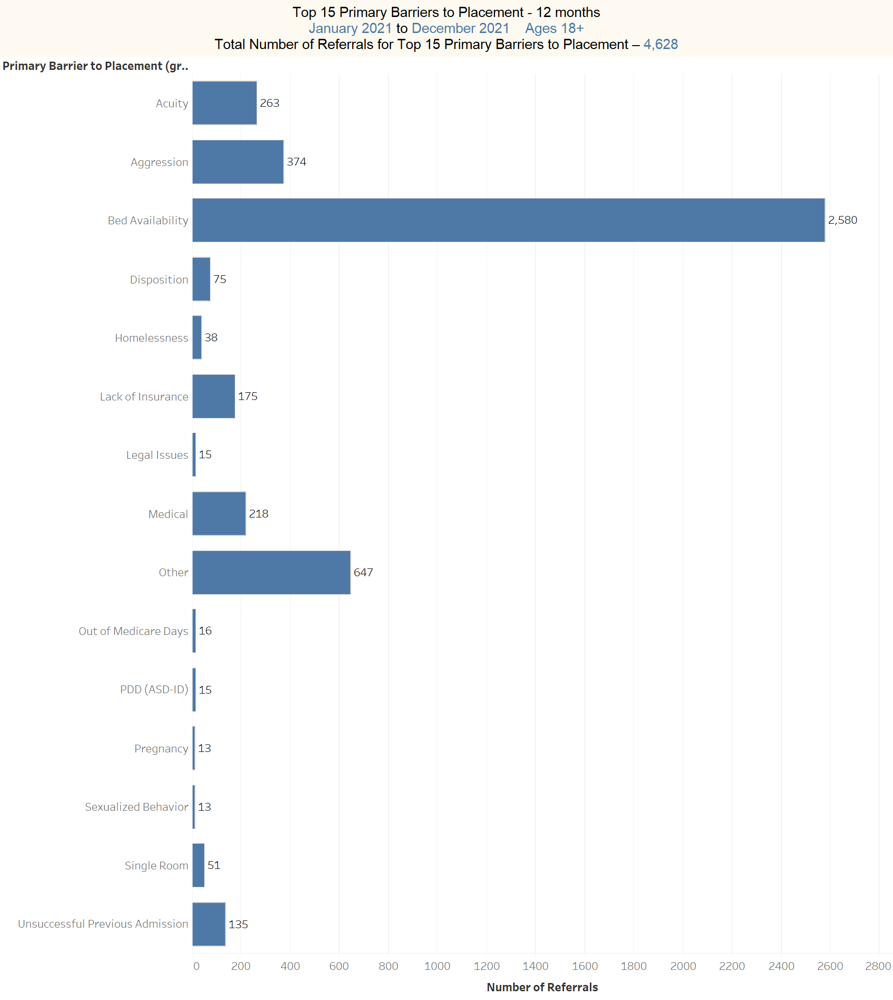 Top 15 Primary Barriers to Placement - 12 months
January 2021 to December 2021 Ages 18+
Total Number of Referrals for Top 15 Primary Barriers to Placement – 4,628
Primary Barrier to Placement (gr..
Acuity 263
Aggression 374
Bed Availability 2,580
Disposition 75
Homelessness 38
Lack of Insurance 175
Legal Issues 15
Medical 218
Other 647
Out of Medicare Days 16
PDD (ASD-ID) 15
Pregnancy 13
Sexualized Behavior 13
Single Room 51
Unsuccessful Previous Admission 135
0 200 400 600 800 1000 1200 1400 1600 1800 2000 2200 2400 2600 2800
Number of Referrals